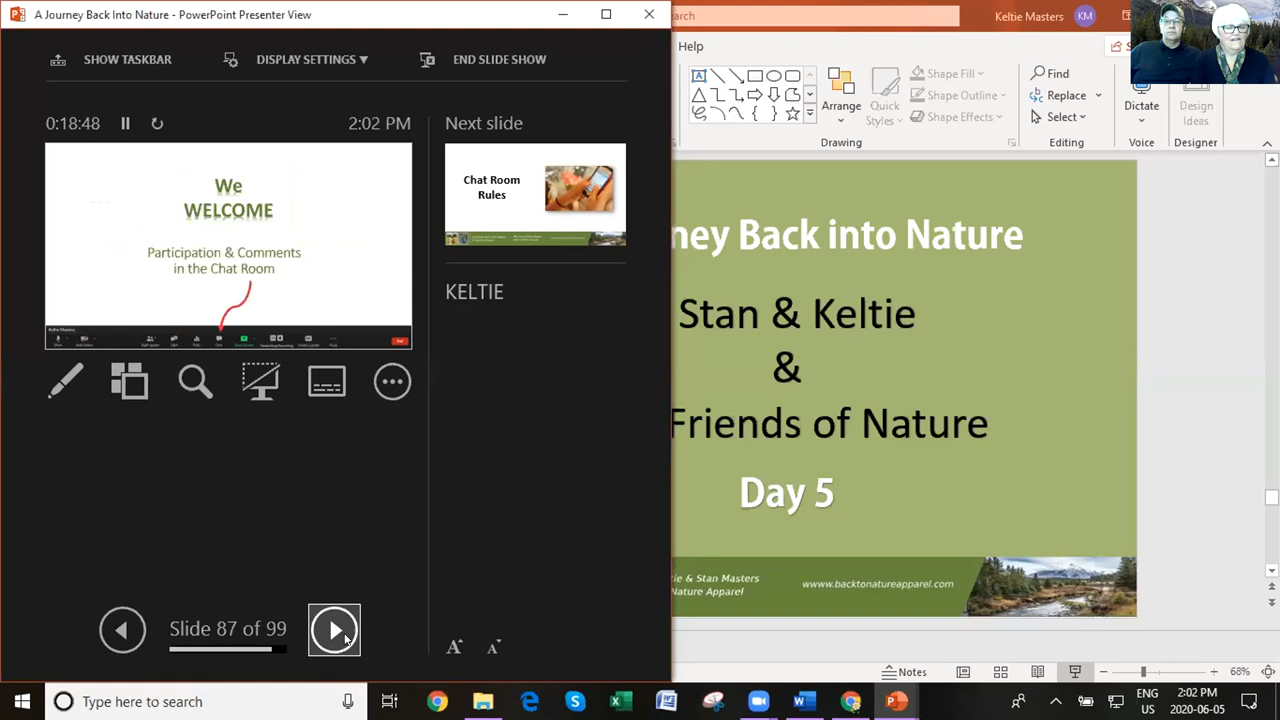 A Journey Back Into Nature - PowerPoint Presenter View
SHOW TASKBAR
DISPLAY SETTINGS
END SLIDE SHOW
0:18:48
2:02 PM
We
WELCOME
Participation & Comments
in the Chat Room
Next slide
Chat Room
Rules
KELTIE
Slide 87 of 99
A
A
arch
Keltie Masters
KM
Help
Arrange
Quick
Styles
Shape Fill
Shape Outline
Shape Effects
Drawing
Find
Replace
Select
Editing
Dictate
Voice
Design
Ideas
Designer
ney Back into Nature
Stan & Keltie
&
Friends of Nature
Day 5
tie & Stan Masters
Nature Apparel
wwww.backtonatureapparel.com
Notes
68%
Type here to search
ENG
US
2:02 PM
2020-06-05